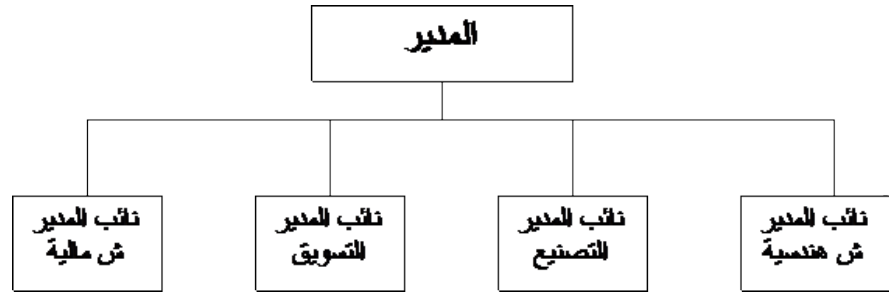 المدير
نائب المدير
ش هندسية
نائب المدير
للتصنيع
نائب المدير
للتسويق
نائب المدير
ش مالية